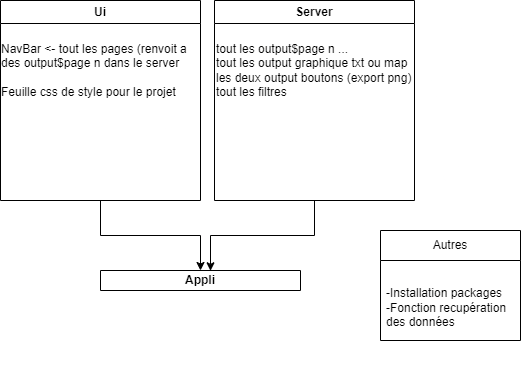 Ui
NavBar <- tout les pages (renvoit a
des output$page n dans le server
Feuille css de style pour le projet
Server
tout les output$page n ...
tout les output graphique txt ou map
les deux output boutons (export png)
tout les filtres
Appli
Autres
-Installation packages
-Fonction recupération
des données